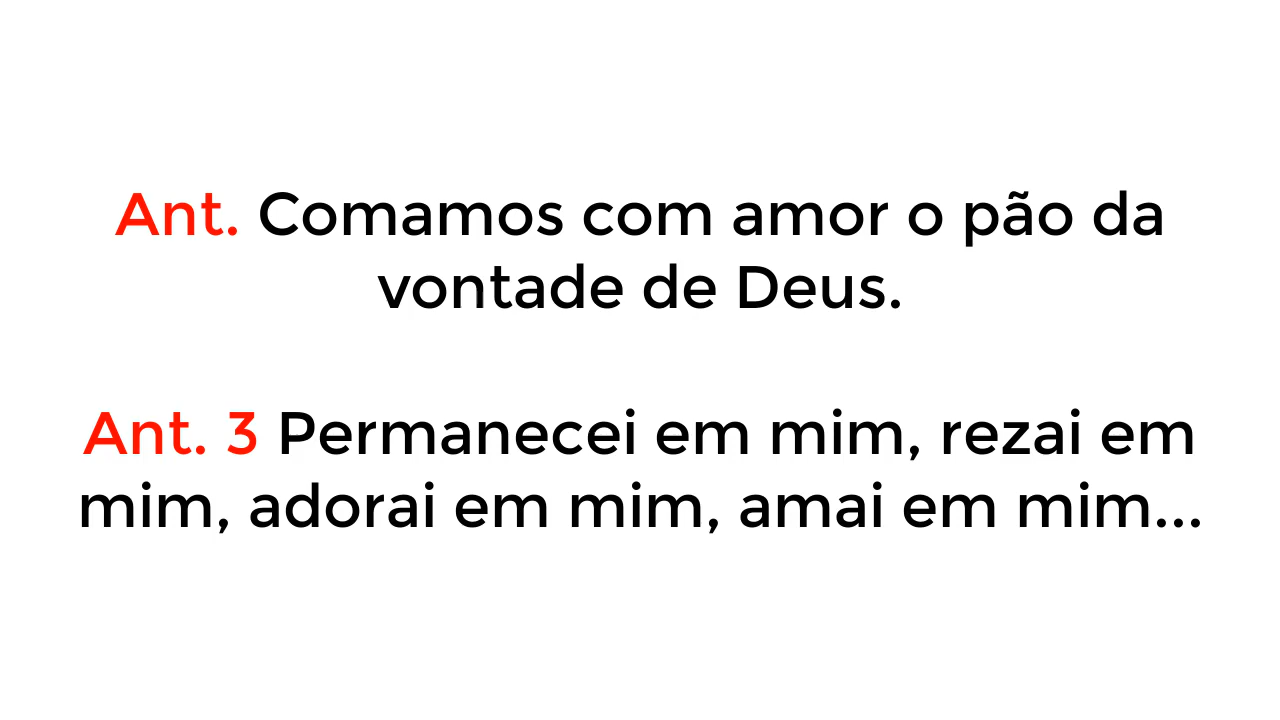 Ant. Comamos com amor o pão da
vontade de Deus.
Ant. 3 Permanecei em mim, rezai em
mim, adorai em mim, amai em mim...